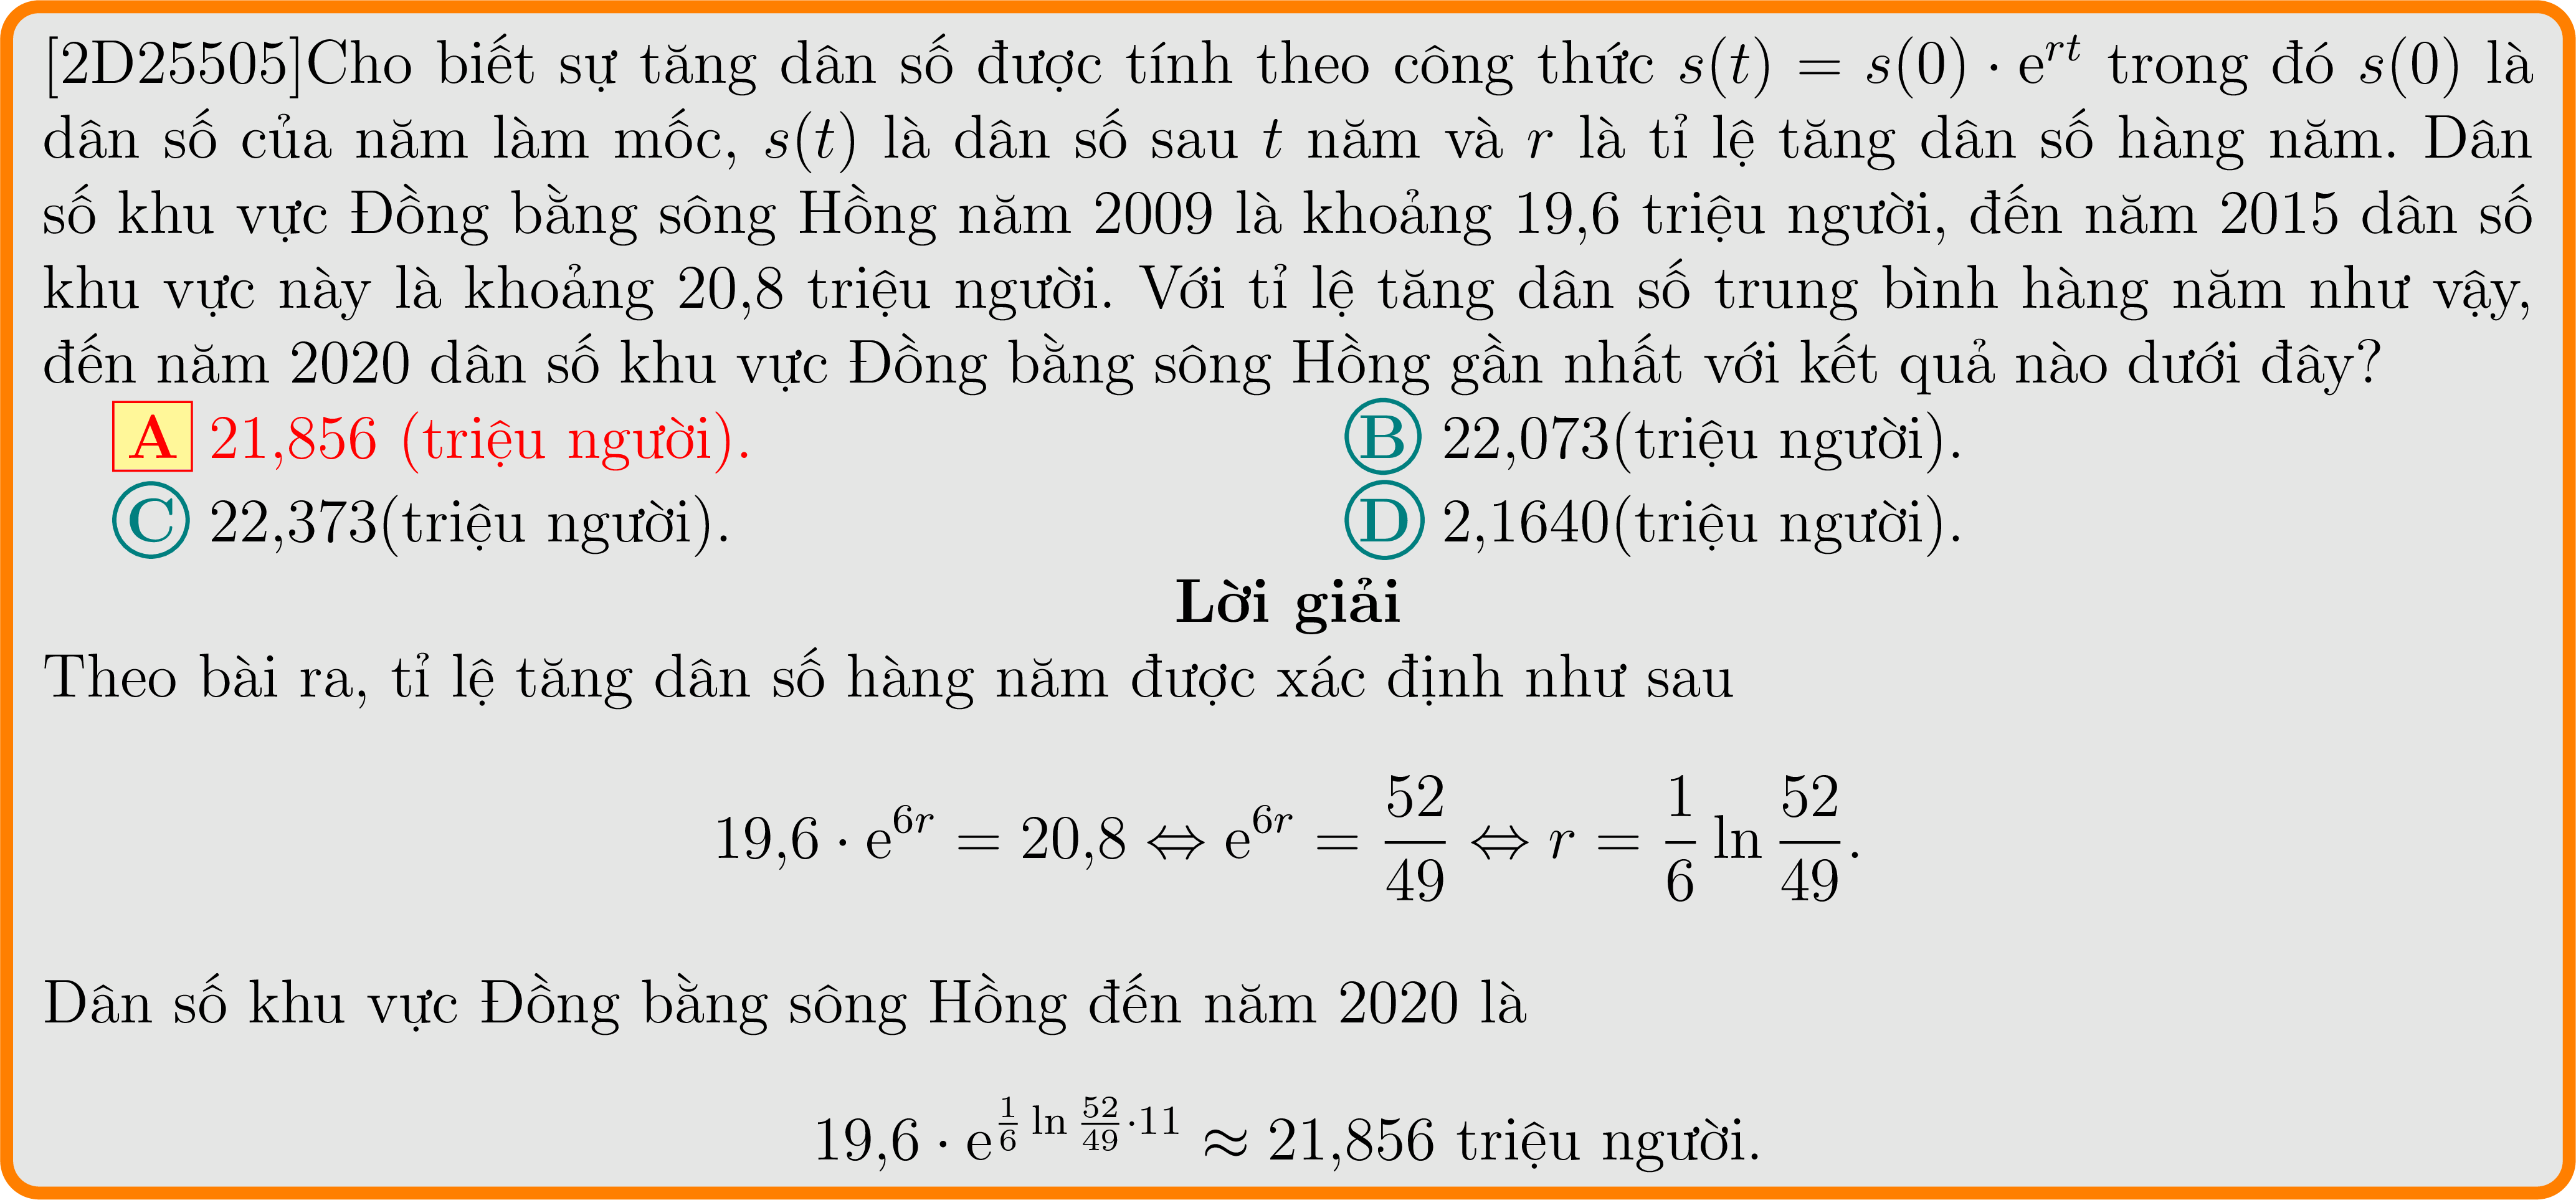 [2D25505]Cho biết sự tăng dân số được tính theo công thức s(t) = s(0) · e^{rt} trong đó s(0) là
dân số của năm làm mốc, s(t) là dân số sau t năm và r là tỉ lệ tăng dân số hàng năm. Dân
số khu vực Đồng bằng sông Hồng năm 2009 là khoảng 19,6 triệu người, đến năm 2015 dân số
khu vực này là khoảng 20,8 triệu người. Với tỉ lệ tăng dân số trung bình hàng năm như vậy,
đến năm 2020 dân số khu vực Đồng bằng sông Hồng gần nhất với kết quả nào dưới đây?
A 21,856 (triệu người). B 22,073(triệu người).
C 22,373(triệu người). D 2,1640(triệu người).
Lời giải
Theo bài ra, tỉ lệ tăng dân số hàng năm được xác định như sau
19,6 · e^{6r} = 20,8 ⇔ e^{6r} = \frac{52}{49} ⇔ r = \frac{1}{6} ln \frac{52}{49}.
Dân số khu vực Đồng bằng sông Hồng đến năm 2020 là
19,6 · e^{\frac{1}{6} ln \frac{52}{49}·11} ≈ 21,856 triệu người.